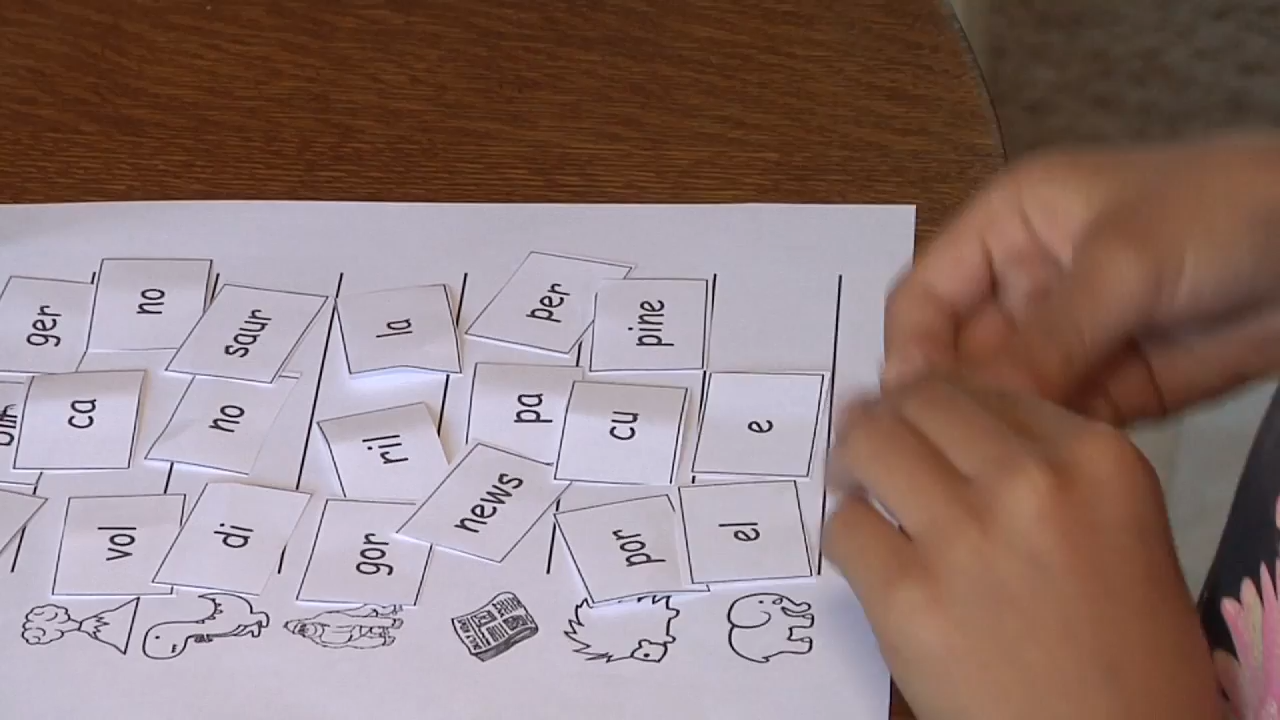 ger
vol ca no
di no saur
gor ril la
news pa per
por cu pine
el e